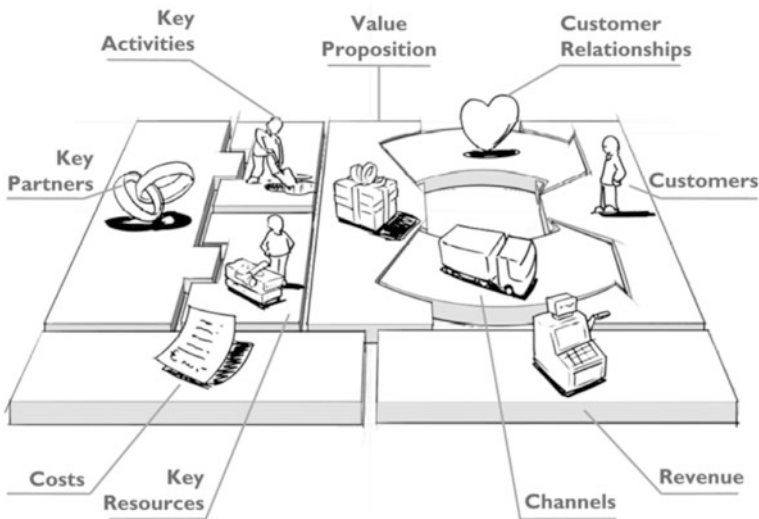 Key
Activities
Value
Proposition
Customer
Relationships
Key
Partners
Customers
Costs
Key
Resources
Channels
Revenue